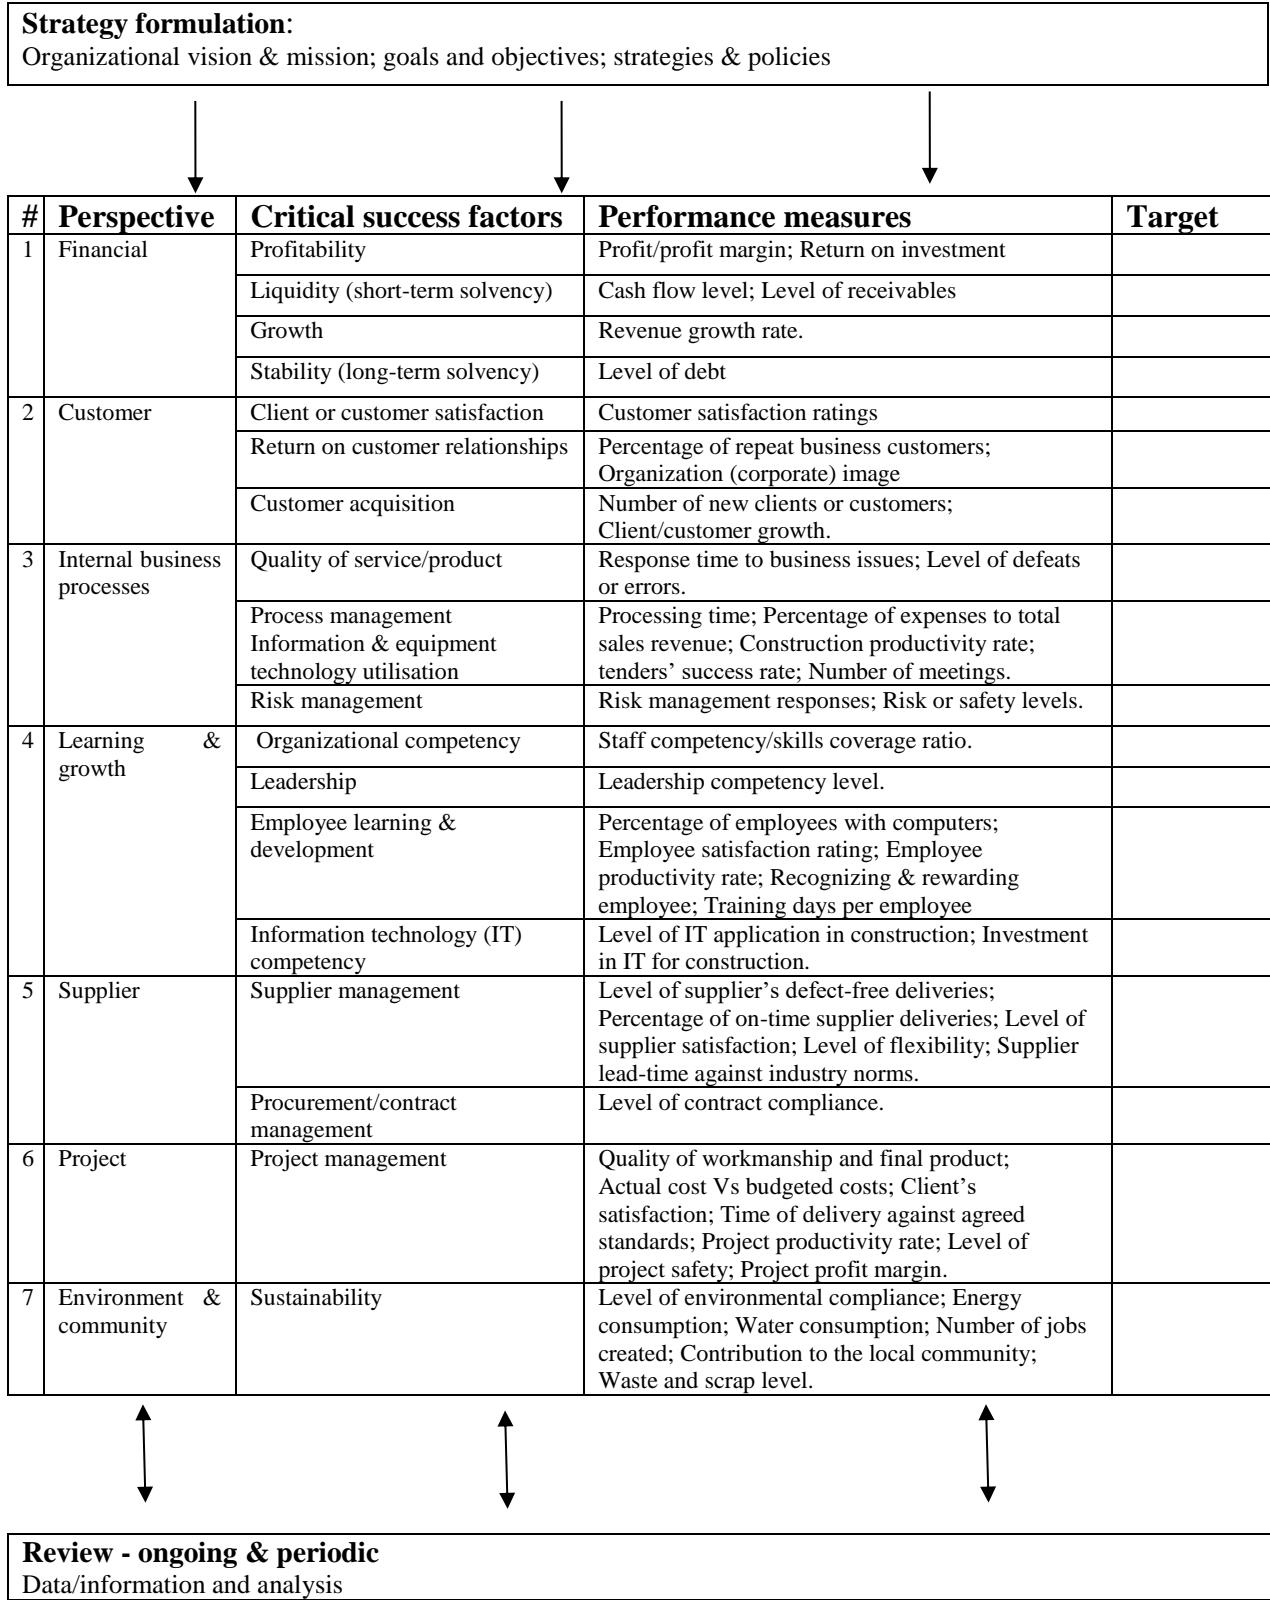 Strategy formulation:
Organizational vision & mission; goals and objectives; strategies & policies
# Perspective Critical success factors Performance measures Target
1 Financial Profitability Profit/profit margin; Return on investment
Liquidity (short-term solvency) Cash flow level; Level of receivables
Growth Revenue growth rate.
Stability (long-term solvency) Level of debt
2 Customer Client or customer satisfaction Customer satisfaction ratings
Return on customer relationships Percentage of repeat business customers;
Organization (corporate) image
Customer acquisition Number of new clients or customers;
Client/customer growth.
3 Internal business Quality of service/product Response time to business issues; Level of defeats
processes or errors.
Process management Processing time; Percentage of expenses to total
Information & equipment sales revenue; Construction productivity rate;
technology utilisation tenders’ success rate; Number of meetings.
Risk management Risk management responses; Risk or safety levels.
4 Learning & Organizational competency Staff competency/skills coverage ratio.
growth
Leadership Leadership competency level.
Employee learning & Percentage of employees with computers;
development Employee satisfaction rating; Employee
productivity rate; Recognizing & rewarding
employee; Training days per employee
Information technology (IT) Level of IT application in construction; Investment
competency in IT for construction.
5 Supplier Supplier management Level of supplier’s defect-free deliveries;
Percentage of on-time supplier deliveries; Level of
supplier satisfaction; Level of flexibility; Supplier
lead-time against industry norms.
Procurement/contract Level of contract compliance.
management
6 Project Project management Quality of workmanship and final product;
Actual cost Vs budgeted costs; Client’s
satisfaction; Time of delivery against agreed
standards; Project productivity rate; Level of
project safety; Project profit margin.
7 Environment & Sustainability Level of environmental compliance; Energy
community consumption; Water consumption; Number of jobs
created; Contribution to the local community;
Waste and scrap level.
Review - ongoing & periodic
Data/information and analysis